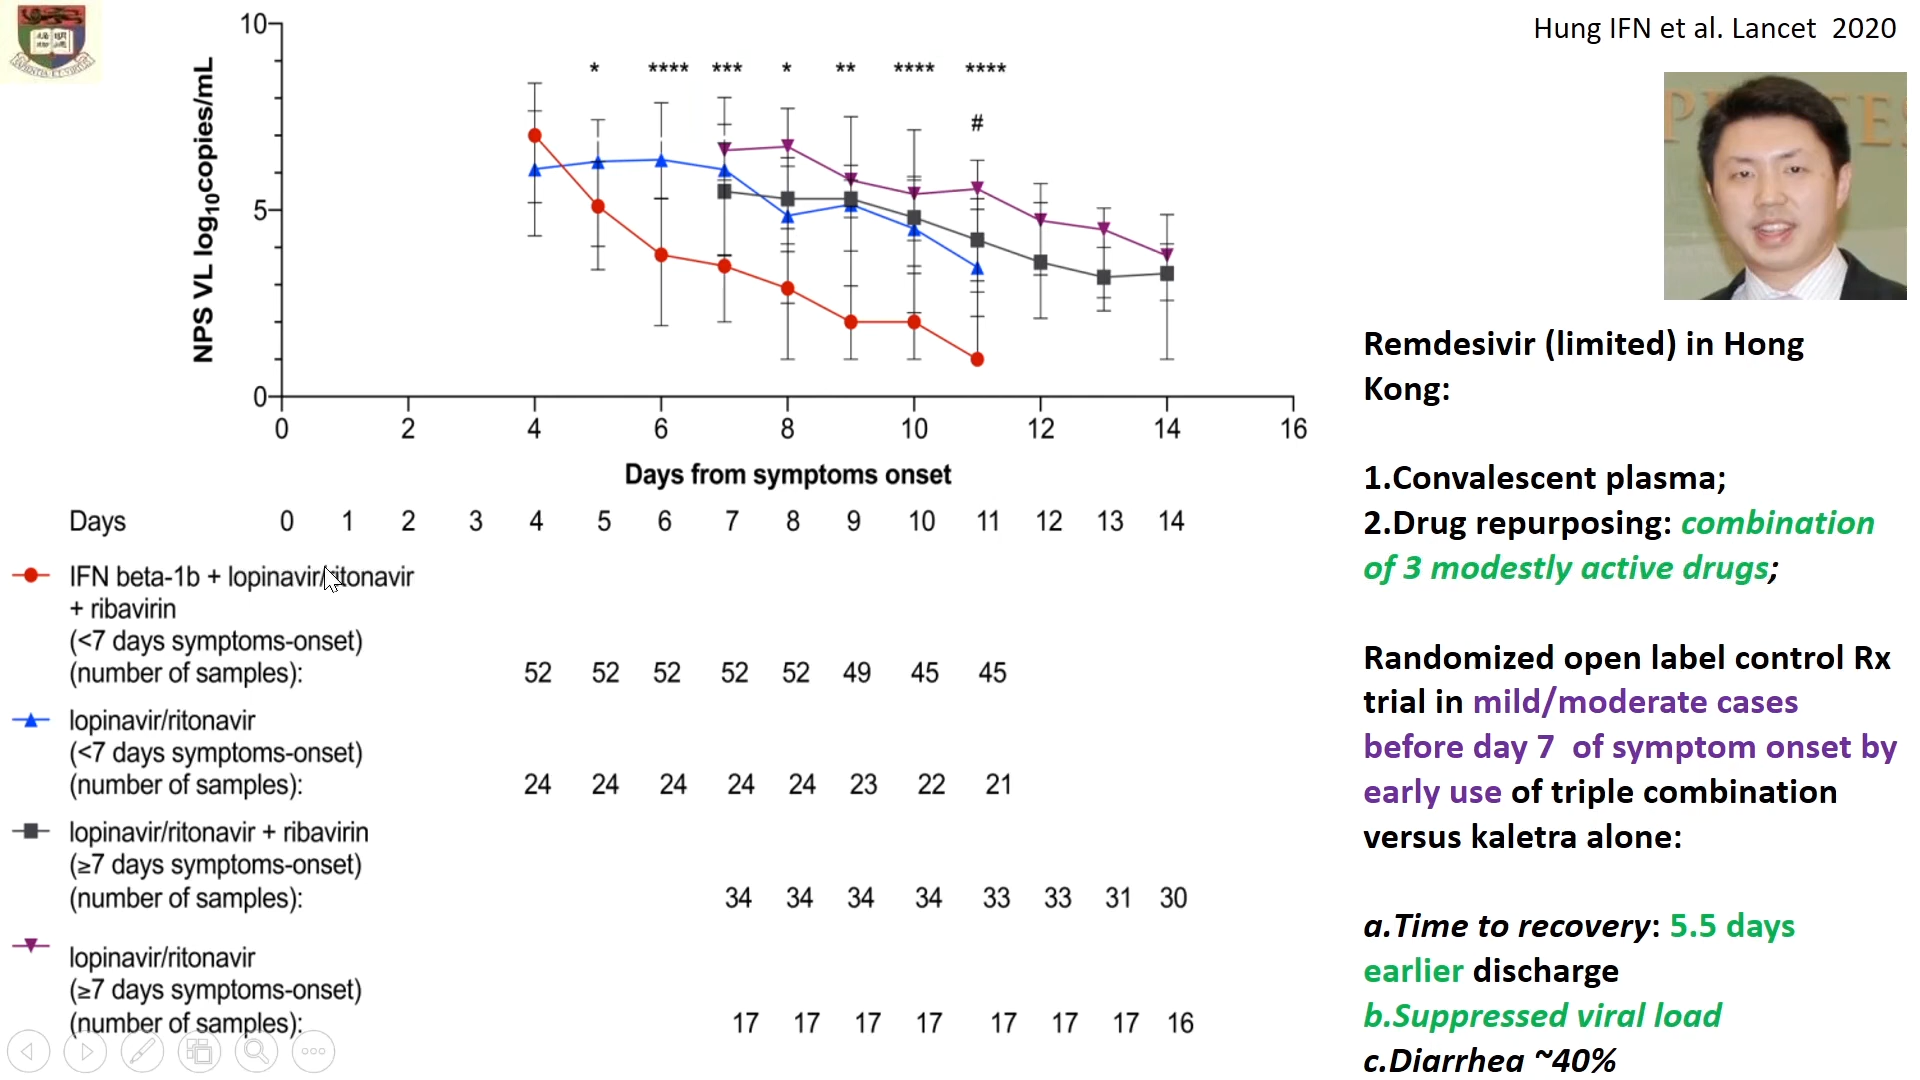 Hung IFN et al. Lancet 2020
10
5
0
NPS VL log10copies/mL
* **** *** * ** **** ****
#
0 2 4 6 8 10 12 14 16
Days from symptoms onset
Days 0 1 2 3 4 5 6 7 8 9 10 11 12 13 14
IFN beta-1b + lopinavir/ritonavir
+ ribavirin
(<7 days symptoms-onset)
(number of samples): 52 52 52 52 52 49 45 45
lopinavir/ritonavir
(<7 days symptoms-onset)
(number of samples): 24 24 24 24 24 23 22 21
lopinavir/ritonavir + ribavirin
(≥7 days symptoms-onset)
(number of samples): 34 34 34 34 33 33 31 30
lopinavir/ritonavir
(≥7 days symptoms-onset)
(number of samples): 17 17 17 17 17 17 17 16
Remdesivir (limited) in Hong
Kong:
1.Convalescent plasma;
2.Drug repurposing: combination
of 3 modestly active drugs;
Randomized open label control Rx
trial in mild/moderate cases
before day 7 of symptom onset by
early use of triple combination
versus kaletra alone:
a.Time to recovery: 5.5 days
earlier discharge
b.Suppressed viral load
c.Diarrhea ~40%